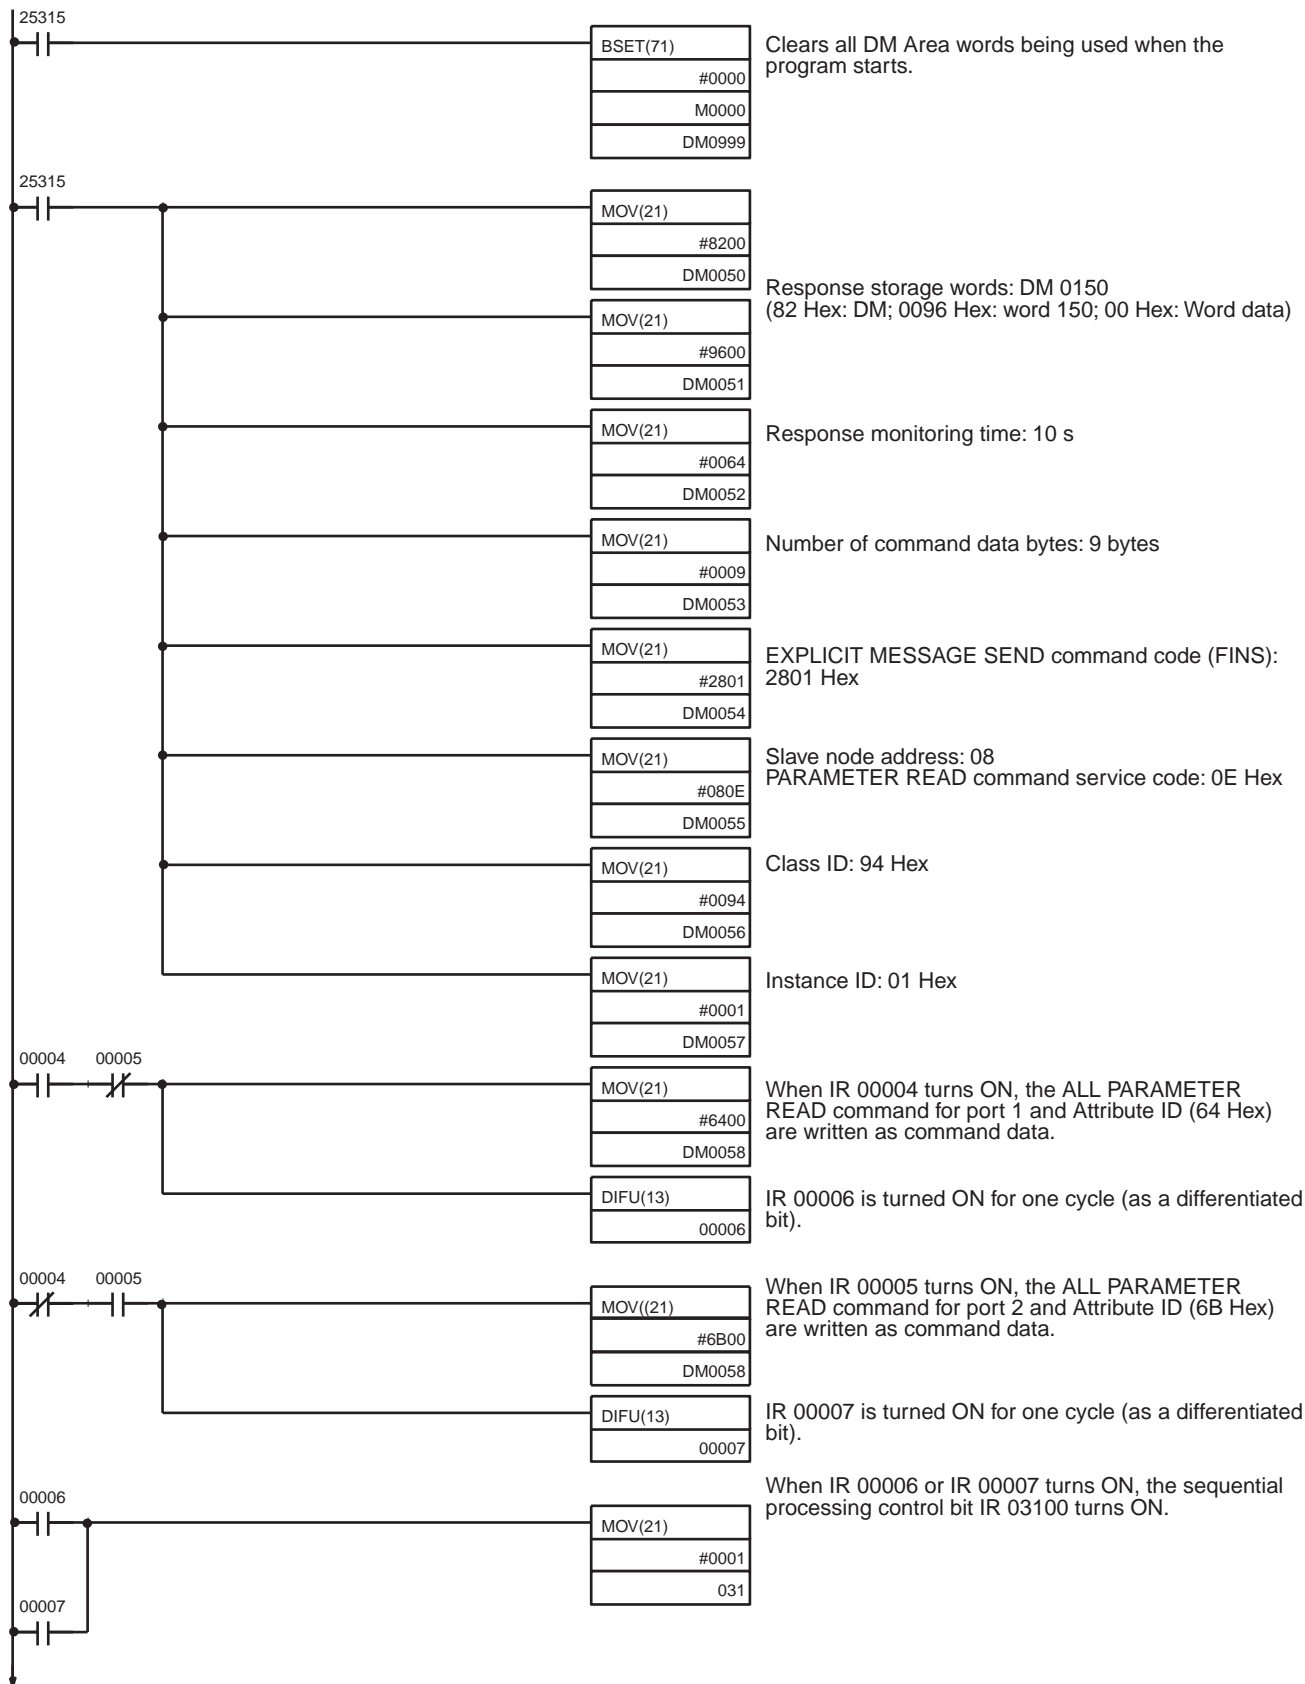 25315
BSET(71)
#0000
M0000
DM0999
Clears all DM Area words being used when the
program starts.
25315
MOV(21)
#8200
DM0050
Response storage words: DM 0150
(82 Hex: DM; 0096 Hex: word 150; 00 Hex: Word data)
MOV(21)
#9600
DM0051
MOV(21)
#0064
DM0052
Response monitoring time: 10 s
MOV(21)
#0009
DM0053
Number of command data bytes: 9 bytes
MOV(21)
#2801
DM0054
EXPLICIT MESSAGE SEND command code (FINS):
2801 Hex
MOV(21)
#080E
DM0055
Slave node address: 08
PARAMETER READ command service code: 0E Hex
MOV(21)
#0094
DM0056
Class ID: 94 Hex
MOV(21)
#0001
DM0057
Instance ID: 01 Hex
00004 00005
MOV(21)
#6400
DM0058
When IR 00004 turns ON, the ALL PARAMETER
READ command for port 1 and Attribute ID (64 Hex)
are written as command data.
DIFU(13)
00006
IR 00006 is turned ON for one cycle (as a differentiated
bit).
00004 00005
MOV((21)
#6B00
DM0058
When IR 00005 turns ON, the ALL PARAMETER
READ command for port 2 and Attribute ID (6B Hex)
are written as command data.
DIFU(13)
00007
IR 00007 is turned ON for one cycle (as a differentiated
bit).
00006
MOV(21)
#0001
031
When IR 00006 or IR 00007 turns ON, the sequential
processing control bit IR 03100 turns ON.
00007